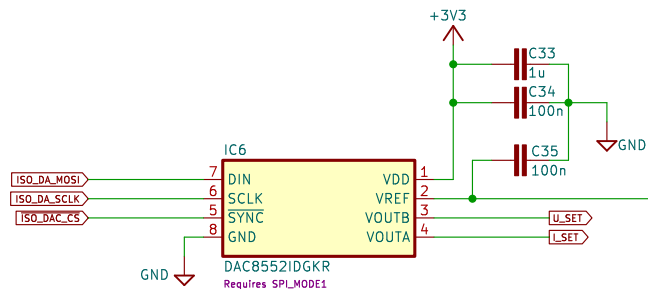 +3V3
C33
1u
C34
100n
GND
C35
100n
IC6
ISO_DA_MOSI 7 DIN VDD 1
ISO_DA_SCLK 6 SCLK VREF 2
ISO_DAC_CS 5 SYNC VOUTB 3 U_SET
8 GND VOUTA 4 I_SET
GND
DAC8552IDGKR
Requires SPI_MODE1